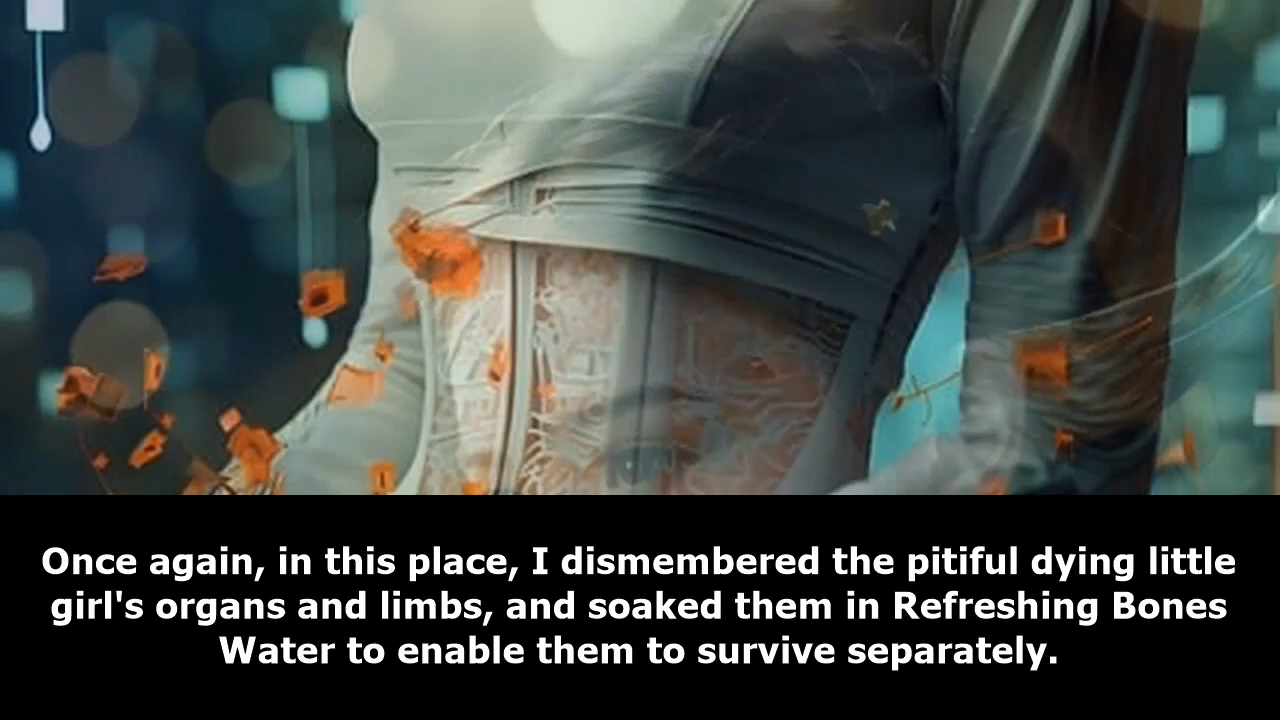 Once again, in this place, I dismembered the pitiful dying little
girl's organs and limbs, and soaked them in Refreshing Bones
Water to enable them to survive separately.